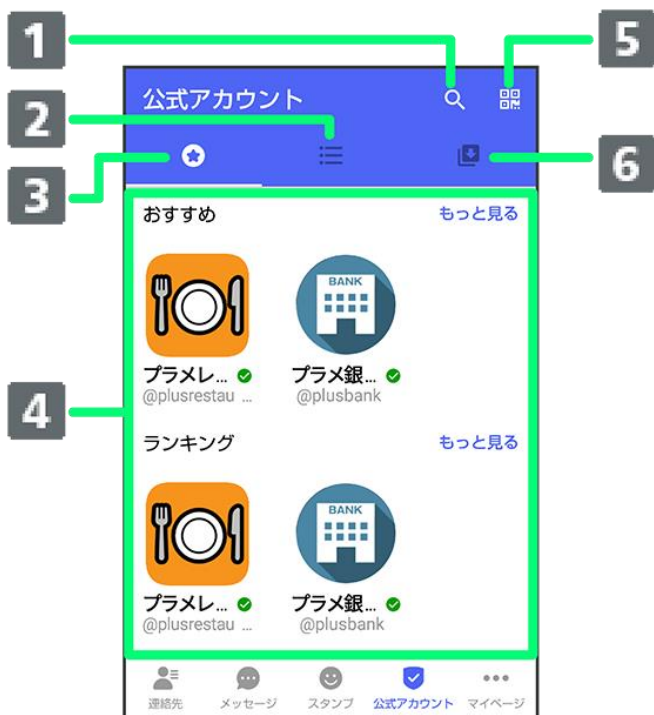 1
5
公式アカウント
2
3
6
おすすめ
もっと見る
BANK
プラメレ...
プラメ銀...
@plusrestau ...
@plusbank
4
ランキング
もっと見る
BANK
プラメレ...
プラメ銀...
@plusrestau ...
@plusbank
連絡先
メッセージ
スタンプ
公式アカウント
マイページ